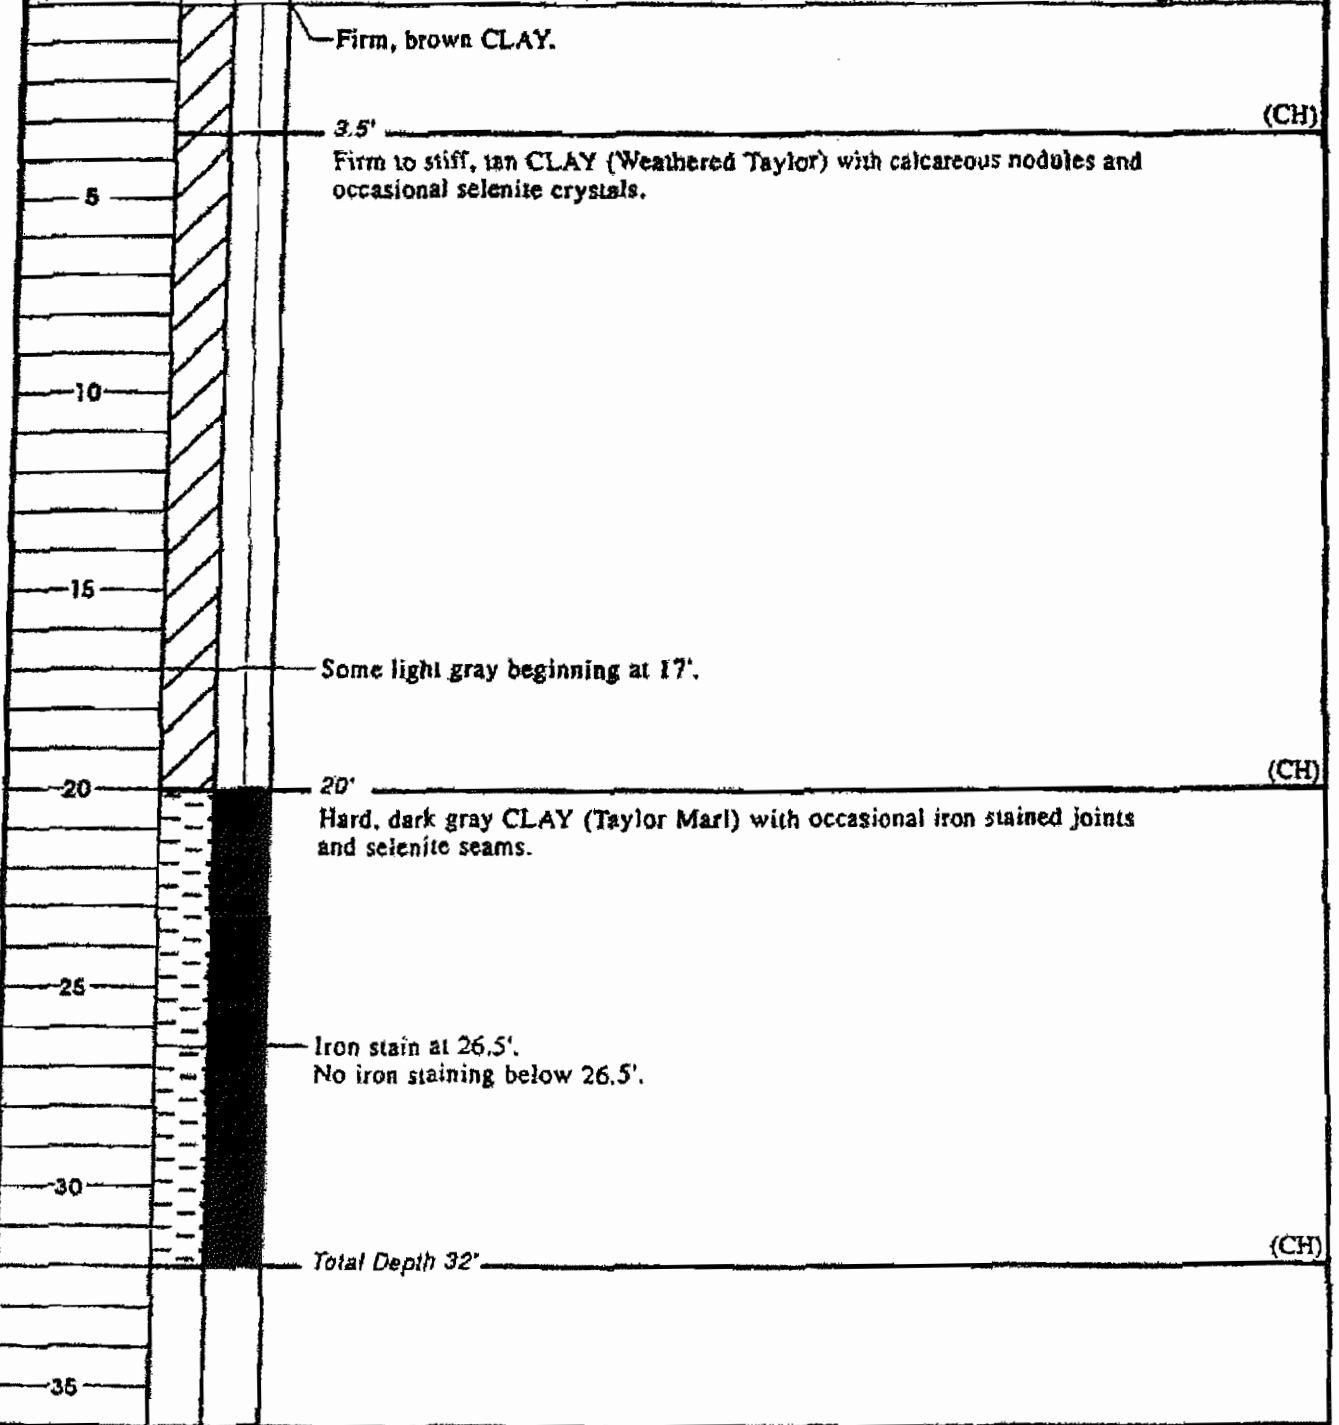 Firm, brown CLAY.
(CH)
3.5'
Firm to stiff, tan CLAY (Weathered Taylor) with calcareous nodules and
occasional selenite crystals.
5
10
15
Some light gray beginning at 17'.
(CH)
20
20'
Hard, dark gray CLAY (Taylor Marl) with occasional iron stained joints
and selenite seams.
25
Iron stain at 26.5'.
No iron staining below 26.5'.
30
(CH)
Total Depth 32'
35